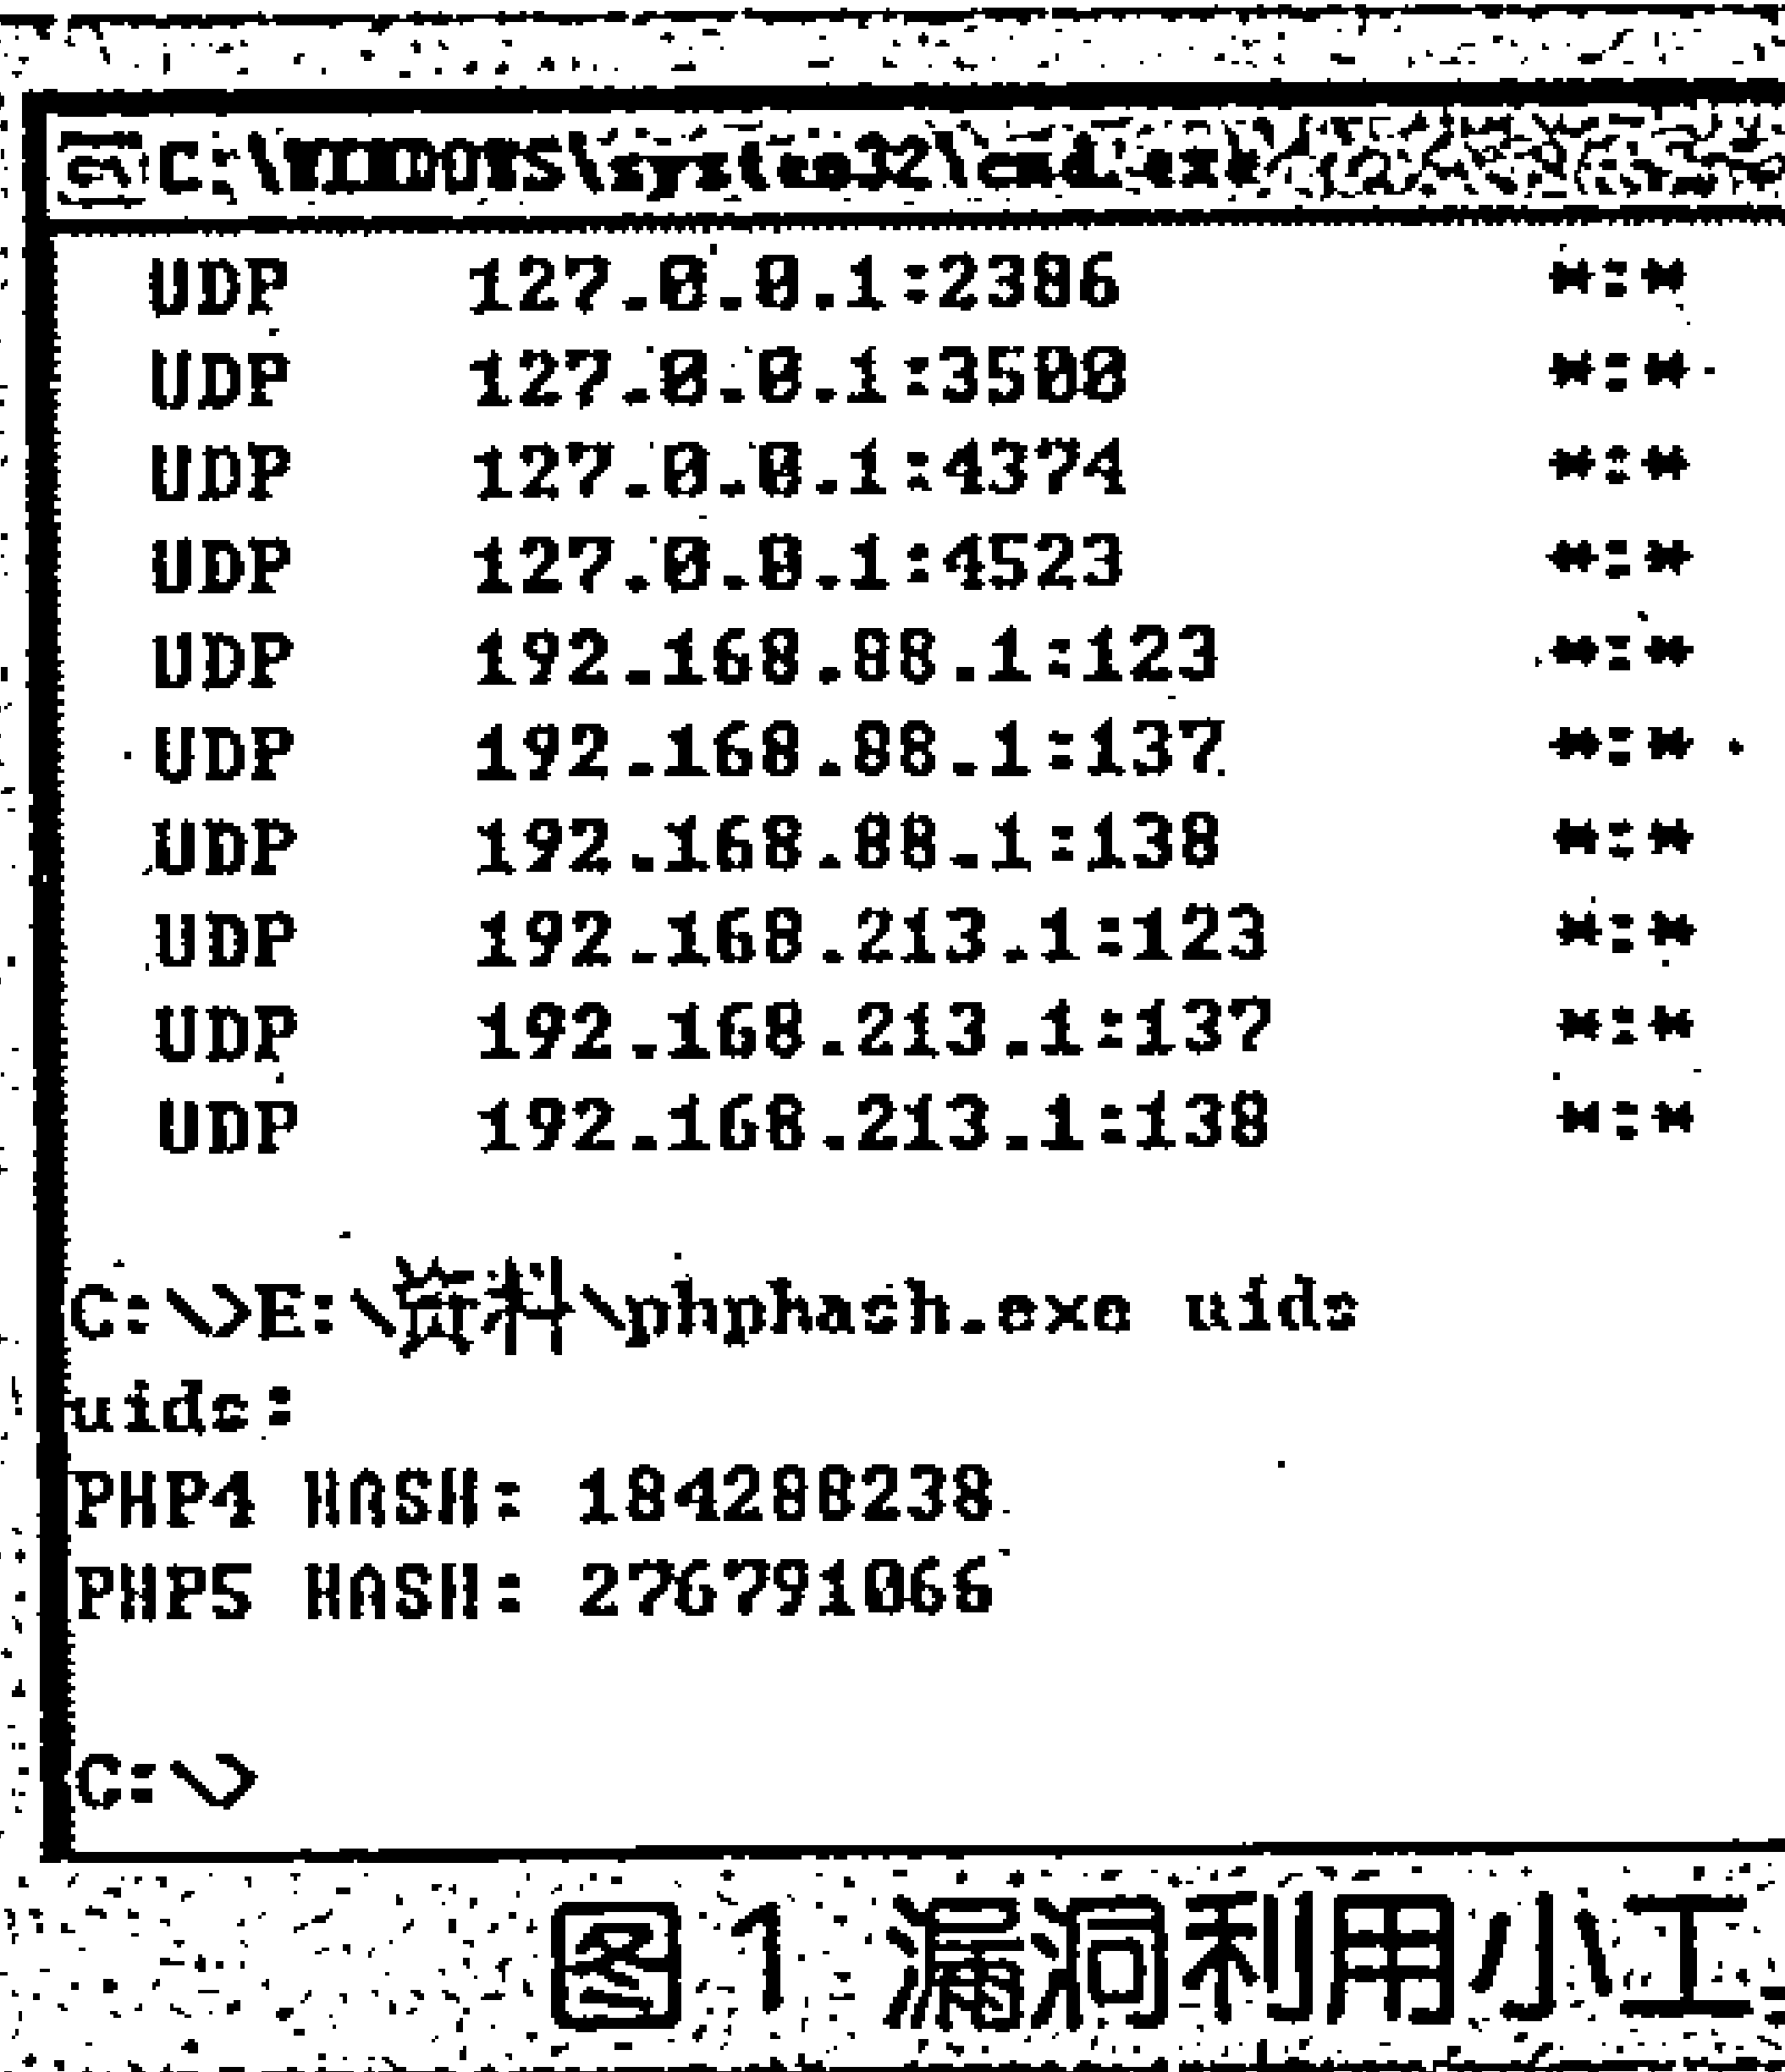 C:\WINDOWS\system32\cmd.exe
UDP 127.0.0.1:2386 *:*
UDP 127.0.0.1:3500 *:*
UDP 127.0.0.1:4374 *:*
UDP 127.0.0.1:4523 *:*
UDP 192.168.88.1:123 *:*
UDP 192.168.88.1:137 *:*
UDP 192.168.88.1:138 *:*
UDP 192.168.213.1:123 *:*
UDP 192.168.213.1:137 *:*
UDP 192.168.213.1:138 *:*
C:\>E:\资料\phphash.exe uids
uids:
PHP4 HASH: 184288238
PHP5 HASH: 276791066
C:\>
图1 漏洞利用小工